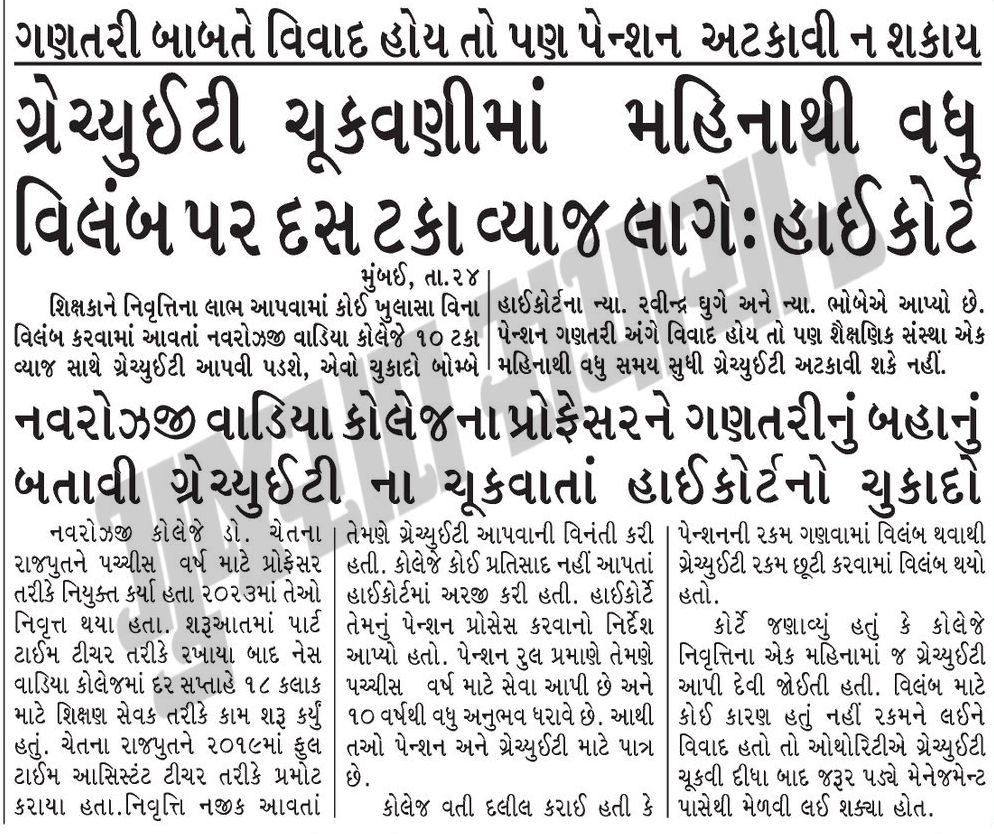 ગણતરી બાબતે વિવાદ હોય તો પણ પેન્શન અટકાવી ન શકાય
ગ્રેચ્યુઈટી ચૂકવણીમાં મહિનાથી વધુ
વિલંબ પર દસ ટકા વ્યાજ લાગેઃ હાઈકોર્ટ
મુંબઈ, તા.૨૪
શિક્ષકાને નિવૃત્તિના લાભ આપવામાં કોઈ ખુલાસા વિના
વિલંબ કરવામાં આવતાં નવરોઝજી વાડિયા કોલેજે ૧૦ ટકા
વ્યાજ સાથે ગ્રેચ્યુઈટી આપવી પડશે, એવો ચુકાદો બોમ્બે
હાઈકોર્ટના ન્યા. રવીન્દ્ર ઘુગે અને ન્યા. ભોબેએ આપ્યો છે.
પેન્શન ગણતરી અંગે વિવાદ હોય તો પણ શૈક્ષણિક સંસ્થા એક
મહિનાથી વધુ સમય સુધી ગ્રેચ્યુઈટી અટકાવી શકે નહીં.
નવરોઝજી વાડિયા કોલેજના પ્રોફેસરને ગણતરીનું બહાનું
બતાવી ગ્રેચ્યુઈટી ના ચૂકવાતાં હાઈકોર્ટનો ચુકાદો
નવરોઝજી કોલેજે ડો. ચેતના
રાજપુતને પચ્ચીસ વર્ષ માટે પ્રોફેસર
તરીકે નિયુક્ત કર્યા હતા ૨૦૨૩માં તેઓ
નિવૃત્ત થયા હતા. શરૂઆતમાં પાર્ટ
ટાઈમ ટીચર તરીકે રખાયા બાદ નેસ
વાડિયા કોલેજમાં દર સપ્તાહે ૧૮ કલાક
માટે શિક્ષણ સેવક તરીકે કામ શરૂ કર્યું
હતું. ચેતના રાજપુતને ૨૦૧૯માં ફુલ
ટાઈમ આસિસ્ટંટ ટીચર તરીકે પ્રમોટ
કરાયા હતા.નિવૃત્તિ નજીક આવતાં
તેમણે ગ્રેચ્યુઈટી આપવાની વિનંતી કરી
હતી. કોલેજે કોઈ પ્રતિસાદ નહીં આપતાં
હાઈકોર્ટમાં અરજી કરી હતી. હાઈકોર્ટે
તેમનું પેન્શન પ્રોસેસ કરવાનો નિર્દેશ
આપ્યો હતો. પેન્શન રુલ પ્રમાણે તેમણે
પચ્ચીસ વર્ષ માટે સેવા આપી છે અને
૧૦ વર્ષથી વધુ અનુભવ ધરાવે છે. આથી
તઓ પેન્શન અને ગ્રેચ્યુઈટી માટે પાત્ર
છે.
કોલેજ વતી દલીલ કરાઈ હતી કે
પેન્શનની રકમ ગણવામાં વિલંબ થવાથી
ગ્રેચ્યુઈટી રકમ છૂટી કરવામાં વિલંબ થયો
હતો.
કોર્ટે જણાવ્યું હતું કે કોલેજે
નિવૃત્તિના એક મહિનામાં જ ગ્રેચ્યુઈટી
આપી દેવી જોઈતી હતી. વિલંબ માટે
કોઈ કારણ હતું નહીં રકમને લઈને
વિવાદ હતો તો ઓથોરિટીએ ગ્રેચ્યુઈટી
ચૂકવી દીધા બાદ જરૂર પડ્યે મેનેજમેન્ટ
પાસેથી મેળવી લઈ શક્યા હોત.
ગુજરાત સમાચાર